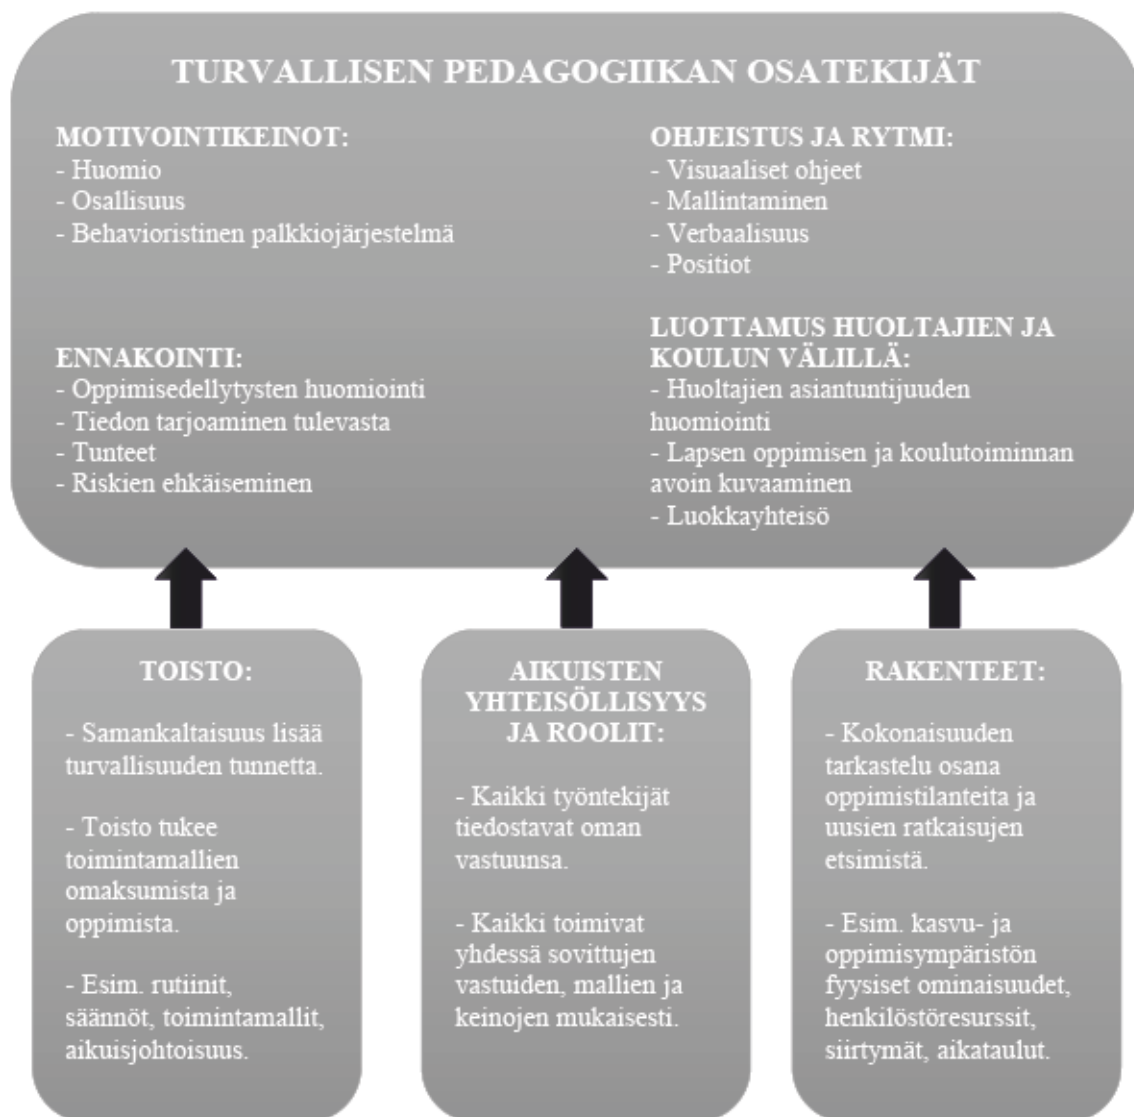 TURVALLISEN PEDAGOGIIKAN OSATEKIJÄT
MOTIVOINTIKEINOT:
- Huomio
- Osallisuus
- Behavioristinen palkkiojärjestelmä
ENNAKOINTI:
- Oppimisedellytysten huomiointi
- Tiedon tarjoaminen tulevasta
- Tunteet
- Riskien ehkäiseminen
OHJEISTUS JA RYTMI:
- Visuaaliset ohjeet
- Mallintaminen
- Verbaalisuus
- Positiot
LUOTTAMUS HUOLTAJIEN JA
KOULUN VÄLILLÄ:
- Huoltajien asiantuntijuuden
huomiointi
- Lapsen oppimisen ja koulutoiminnan
avoin kuvaaminen
- Luokkayhteisö
TOISTO:
- Samankaltaisuus lisää
turvallisuuden tunnetta.
- Toisto tukee
toimintamallien
omaksumista ja
oppimista.
- Esim. rutiinit,
säännöt, toimintamallit,
aikuisjohtoisuus.
AIKUISTEN
YHTEISÖLLISYYS
JA ROOLIT:
- Kaikki työntekijät
tiedostavat oman
vastuunsa.
- Kaikki toimivat
yhdessä sovittujen
vastuiden, mallien ja
keinojen mukaisesti.
RAKENTEET:
- Kokonaisuuden
tarkastelu osana
oppimistilanteita ja
uusien ratkaisujen
etsimistä.
- Esim. kasvu- ja
oppimisympäristön
fyysiset ominaisuudet,
henkilöstöresurssit,
siirtymät, aikataulut.